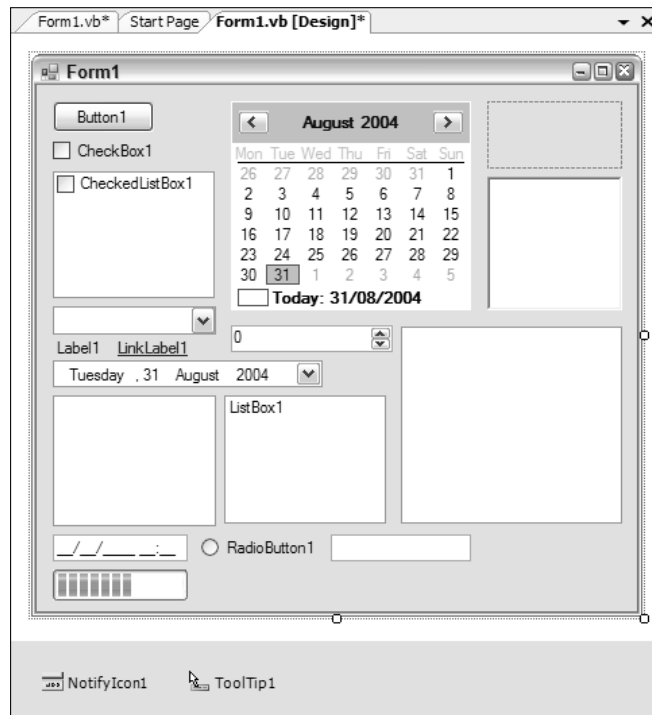 Form1.vb* Start Page Form1.vb [Design]*
Form1
Button1
CheckBox1
CheckedListBox1
August 2004
Mon Tue Wed Thu Fri Sat Sun
26 27 28 29 30 31 1
2 3 4 5 6 7 8
9 10 11 12 13 14 15
16 17 18 19 20 21 22
23 24 25 26 27 28 29
30 31 1 2 3 4 5
Today: 31/08/2004
0
Label1 LinkLabel1
Tuesday , 31 August 2004
ListBox1
__/__/____ __:__
RadioButton1
NotifyIcon1 ToolTip1